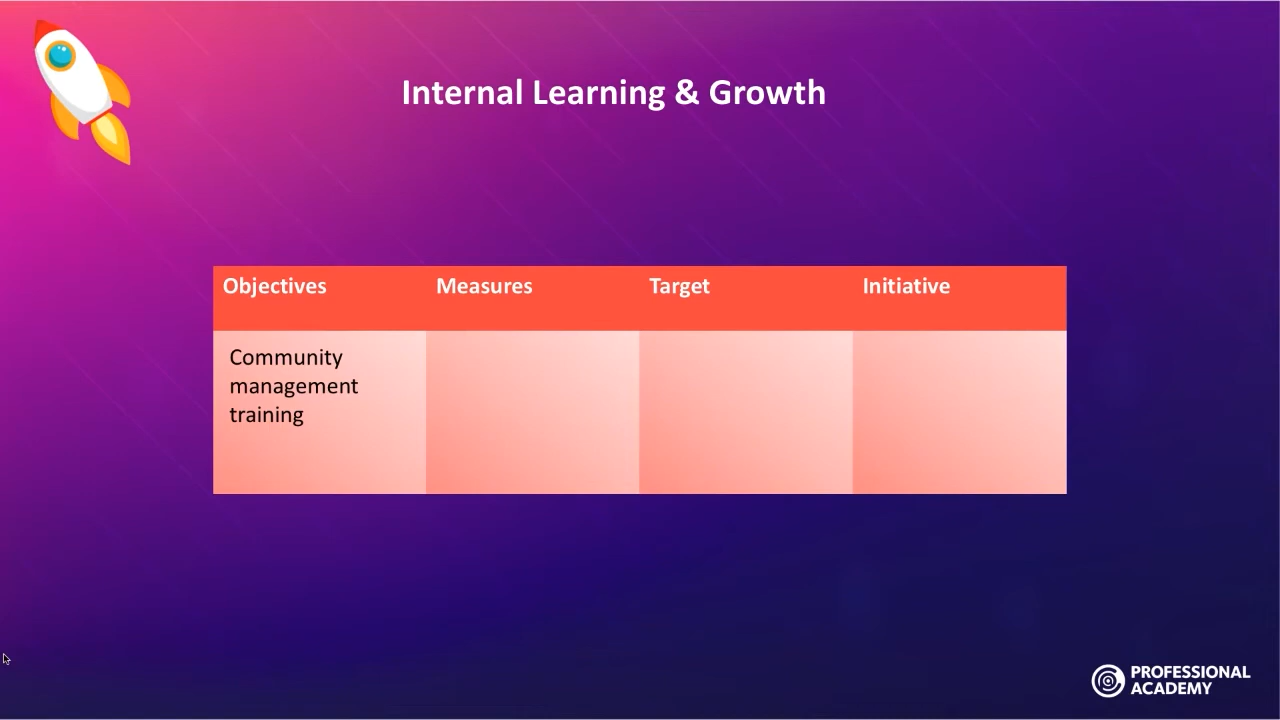 Internal Learning & Growth
Objectives Measures Target Initiative
Community
management
training
PROFESSIONAL
ACADEMY